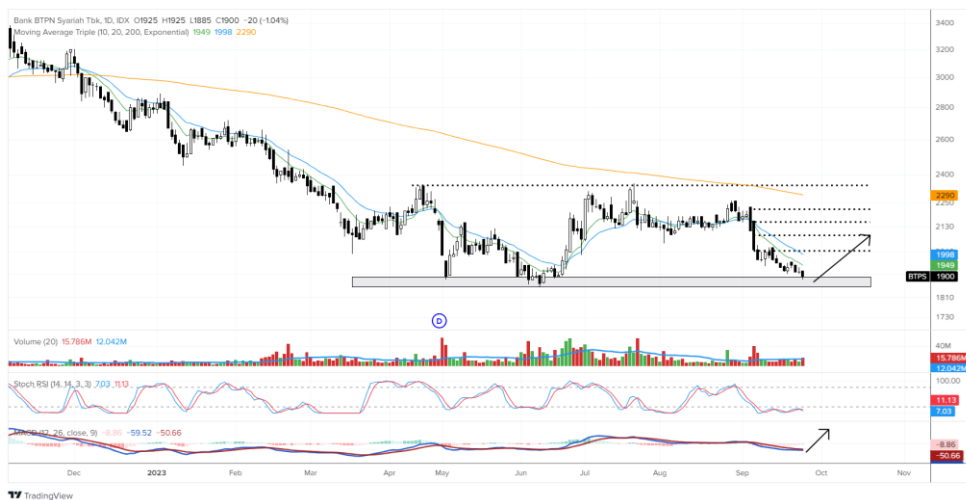 Bank BTPN Syariah Tbk, 1D, IDX O1925 H1925 L1885 C1900 −20 (−1.04%)
Moving Average Triple (10, 20, 200, Exponential) 1949 1998 2290
3400
3200
3000
2800
2600
2400
2290
2250
2130
1998
1949
BTPS 1900
1810
1730
D
Volume (20) 15.786M 12.042M
40M
15.786M
12.042M
Stoch RSI (14, 14, 3, 3) 7.03 11.13
100.00
11.13
7.03
MACD (12, 26, close, 9) −8.86 −59.52 −50.66
−8.86
−50.66
Dec 2023 Feb Mar Apr May Jun Jul Aug Sep Oct Nov
TradingView